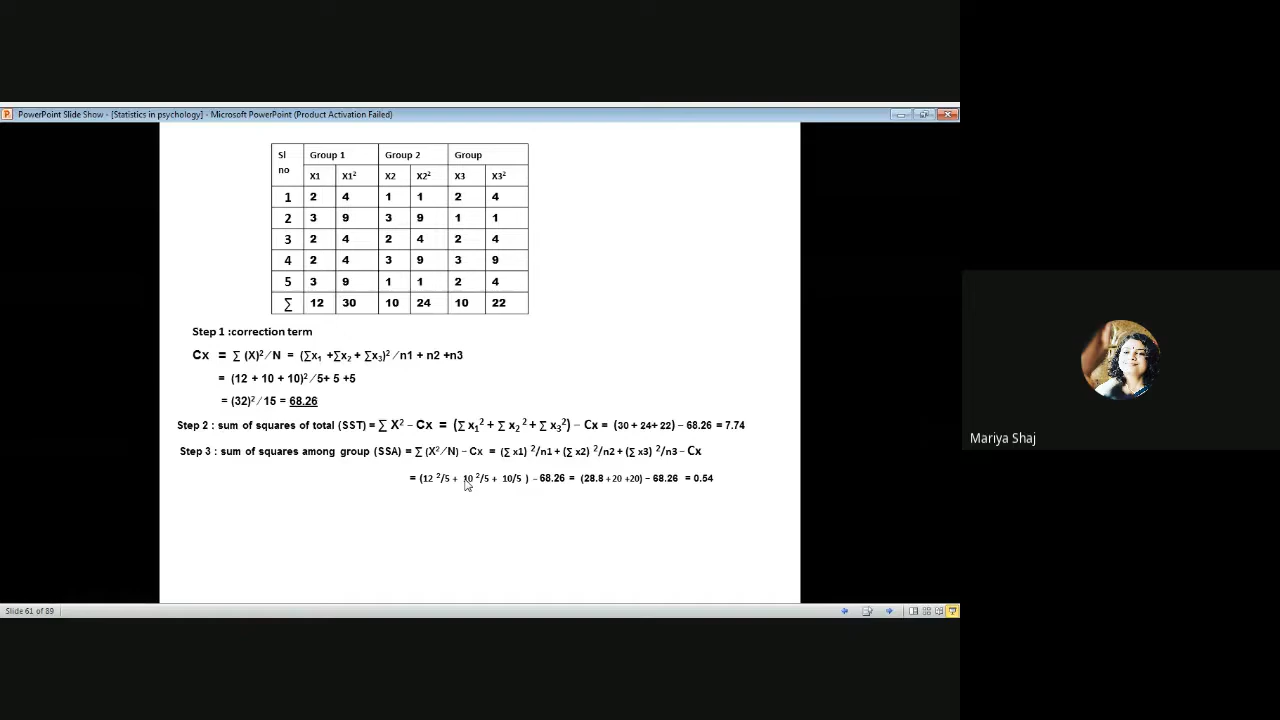 PowerPoint Slide Show - [Statistics in psychology] - Microsoft PowerPoint (Product Activation Failed)
Sl no Group 1 Group 2 Group
X1 X1² X2 X2² X3 X3²
1 2 4 1 1 2 4
2 3 9 3 9 1 1
3 2 4 2 4 2 4
4 2 4 3 9 3 9
5 3 9 1 1 2 4
∑ 12 30 10 24 10 22
Step 1 :correction term
Cx = ∑ (X)² ∕ N = (∑x₁ +∑x₂ + ∑x₃)² ∕ n1 + n2 +n3
= (12 + 10 + 10)² ∕ 5+ 5 +5
= (32)² ∕ 15 = 68.26
Step 2 : sum of squares of total (SST) = ∑ X² − Cx = (∑ x₁² + ∑ x₂² + ∑ x₃²) − Cx = (30 + 24+ 22) − 68.26 = 7.74
Step 3 : sum of squares among group (SSA) = ∑ (X² ∕ N) − Cx = (∑ x1) ²/n1 + (∑ x2) ²/n2 + (∑ x3) ²/n3 − Cx
= (12 ²/5 + 10 ²/5 + 10/5 ) − 68.26 = (28.8 + 20 +20) − 68.26 = 0.54
Mariya Shaj
Slide 61 of 89